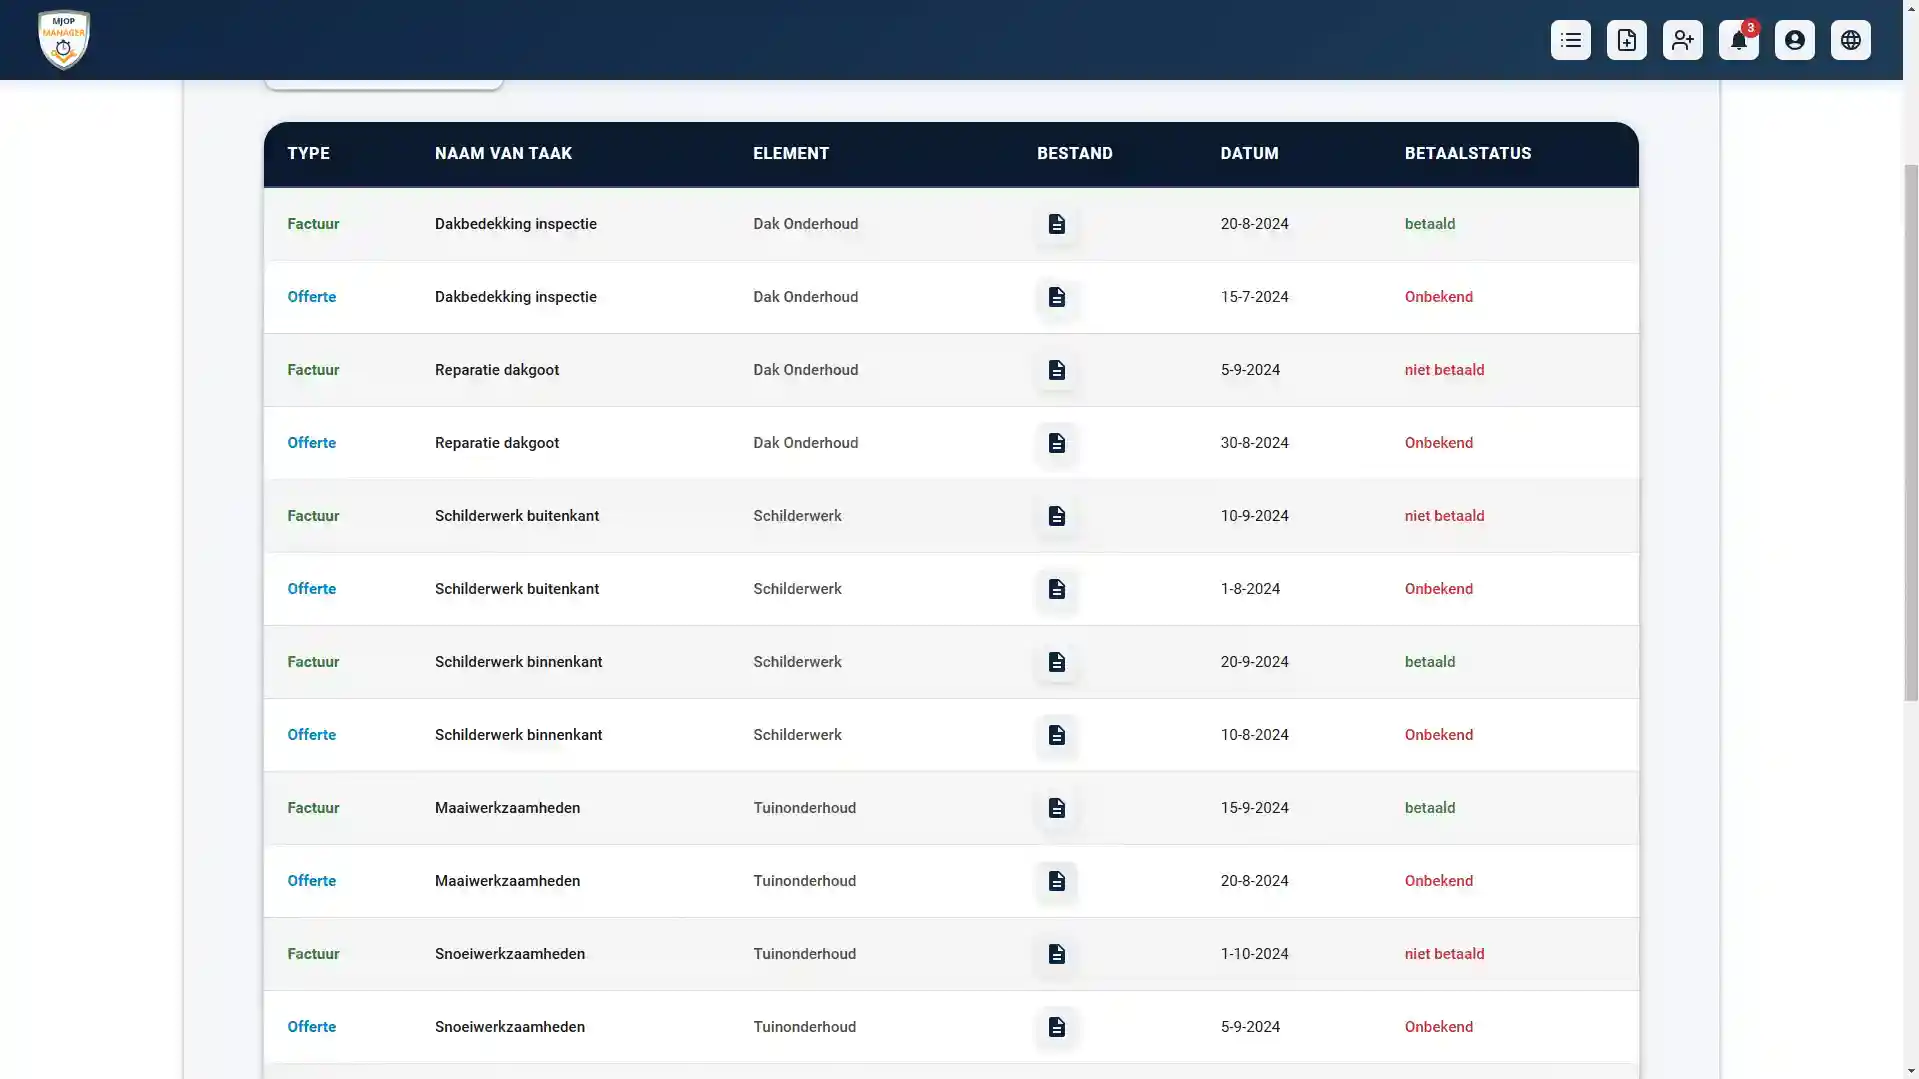 MJOP
MANAGER
3
TYPE NAAM VAN TAAK ELEMENT BESTAND DATUM BETAALSTATUS
Factuur Dakbedekking inspectie Dak Onderhoud 20-8-2024 betaald
Offerte Dakbedekking inspectie Dak Onderhoud 15-7-2024 Onbekend
Factuur Reparatie dakgoot Dak Onderhoud 5-9-2024 niet betaald
Offerte Reparatie dakgoot Dak Onderhoud 30-8-2024 Onbekend
Factuur Schilderwerk buitenkant Schilderwerk 10-9-2024 niet betaald
Offerte Schilderwerk buitenkant Schilderwerk 1-8-2024 Onbekend
Factuur Schilderwerk binnenkant Schilderwerk 20-9-2024 betaald
Offerte Schilderwerk binnenkant Schilderwerk 10-8-2024 Onbekend
Factuur Maaiwerkzaamheden Tuinonderhoud 15-9-2024 betaald
Offerte Maaiwerkzaamheden Tuinonderhoud 20-8-2024 Onbekend
Factuur Snoeiwerkzaamheden Tuinonderhoud 1-10-2024 niet betaald
Offerte Snoeiwerkzaamheden Tuinonderhoud 5-9-2024 Onbekend